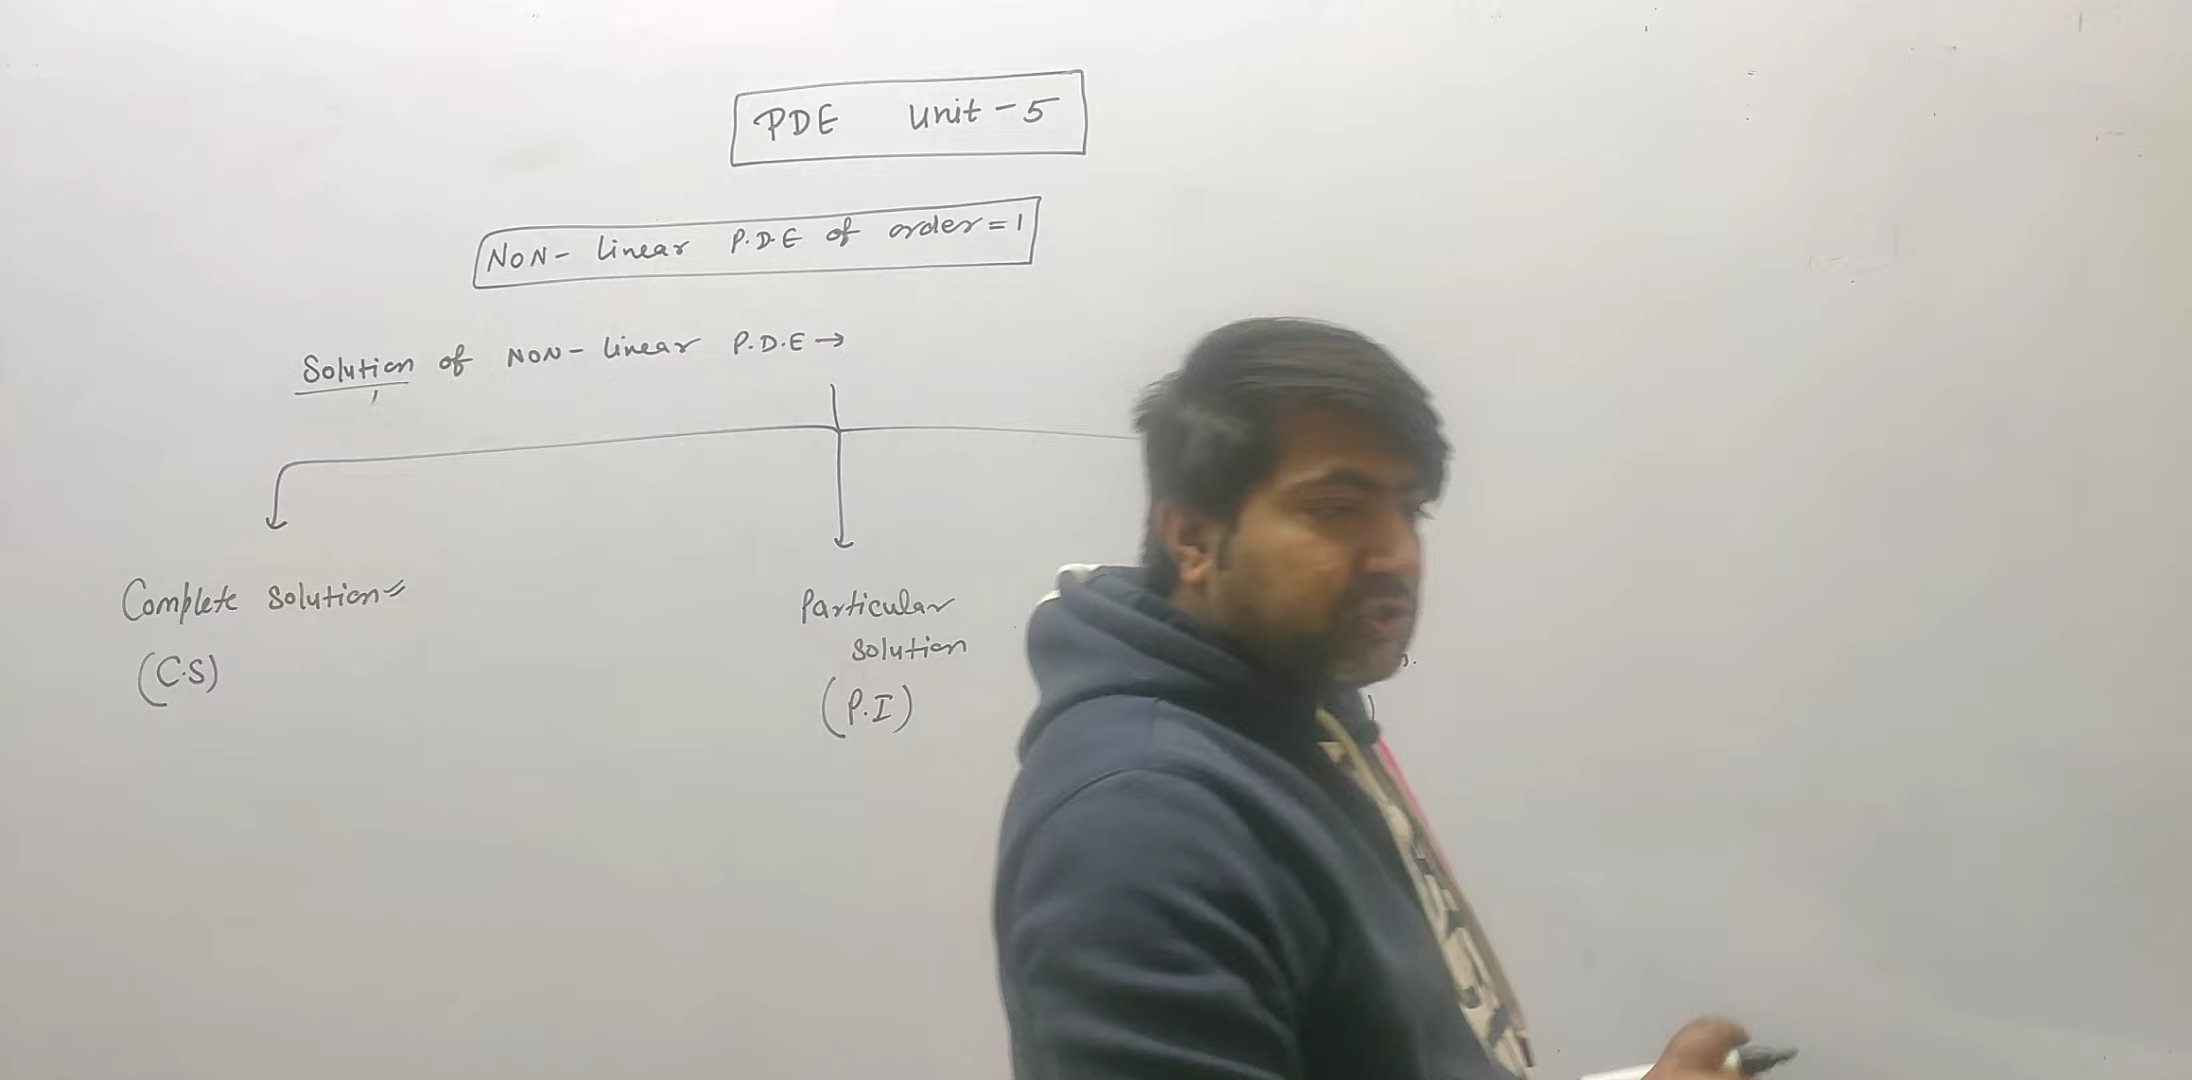 PDE Unit - 5
NON - linear P.D.E of order = 1
Solution of NON - linear P.D.E →
Complete Solution
Particular
Solution
(C.S)
(P.I)